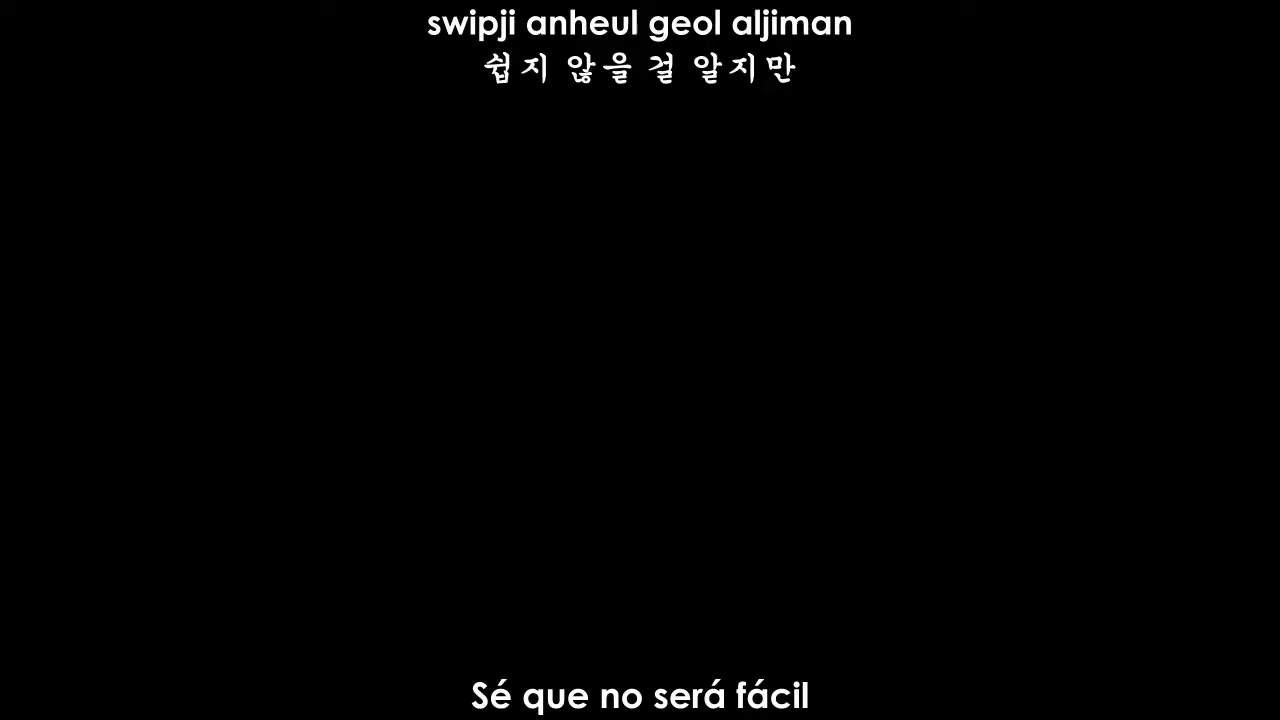 swipji anheul geol aljiman
쉽지 않을 걸 알지만
Sé que no será fácil